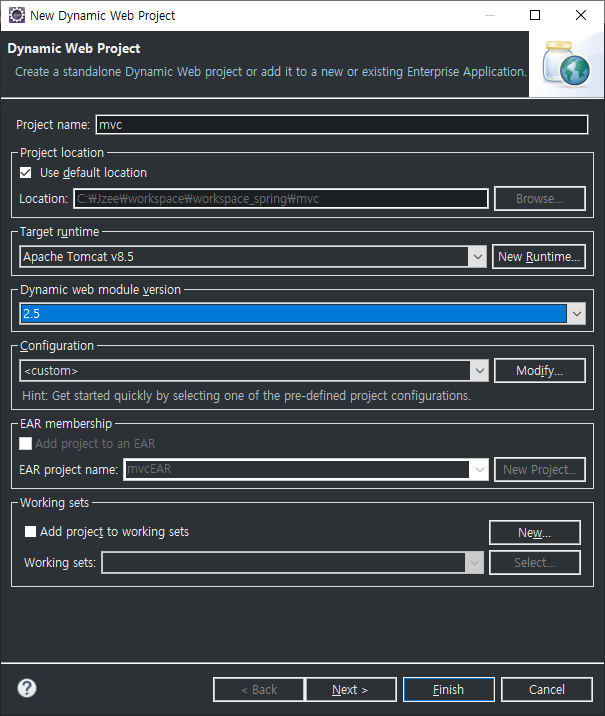 New Dynamic Web Project
Dynamic Web Project
Create a standalone Dynamic Web project or add it to a new or existing Enterprise Application.
Project name: mvc
Project location
Use default location
Location: C:₩Jzee₩workspace₩workspace_spring₩mvc Browse...
Target runtime
Apache Tomcat v8.5 New Runtime...
Dynamic web module version
2.5
Configuration
<custom> Modify...
Hint: Get started quickly by selecting one of the pre-defined project configurations.
EAR membership
Add project to an EAR
EAR project name: mvcEAR New Project...
Working sets
Add project to working sets New...
Working sets: Select...
? < Back Next > Finish Cancel